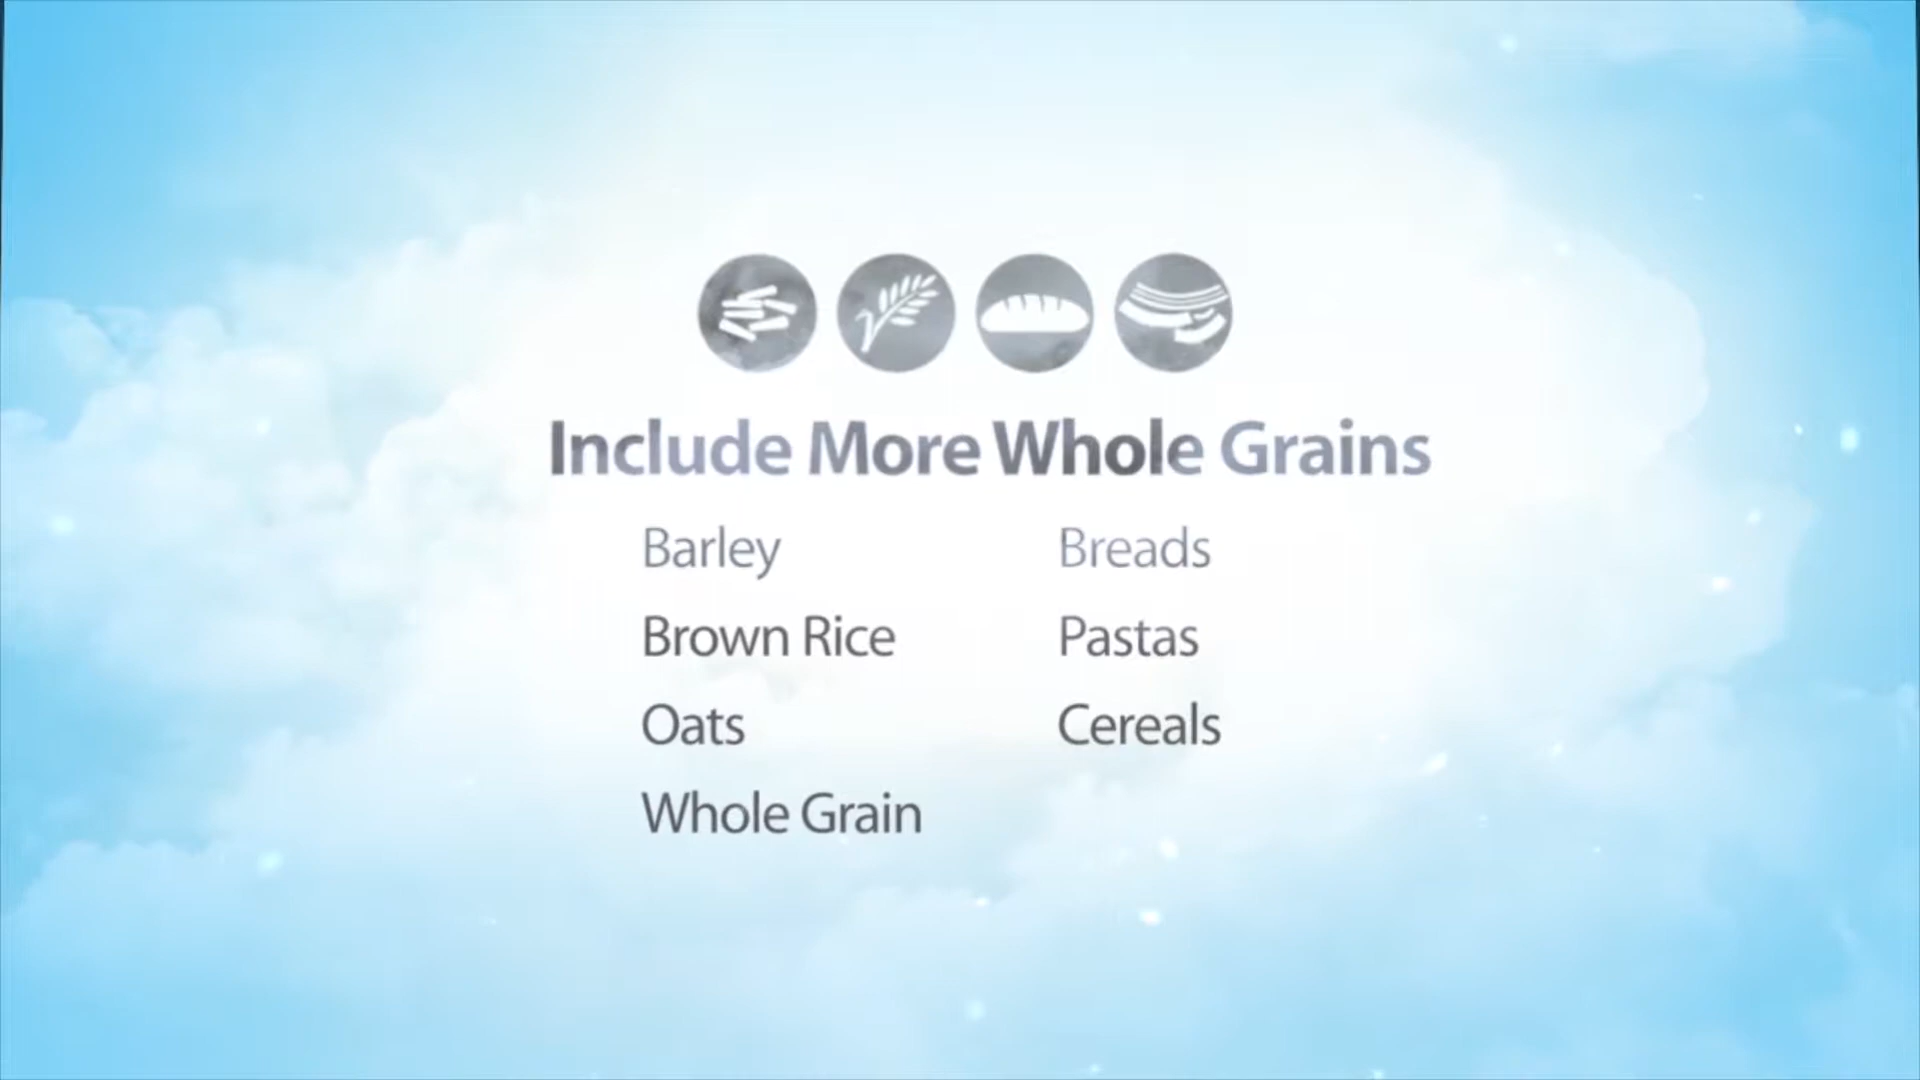 Include More Whole Grains
Barley
Brown Rice
Oats
Whole Grain
Breads
Pastas
Cereals